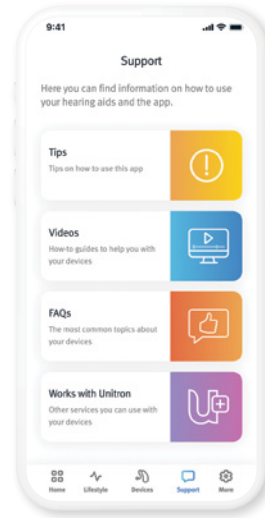 9:41
Support
Here you can find information on how to use
your hearing aids and the app.
Tips
Tips on how to use this app
Videos
How-to guides to help you with
your devices
FAQs
The most common topics about
your devices
Works with Unitron
Other services you can use with
your devices
Home Lifestyle Devices Support More